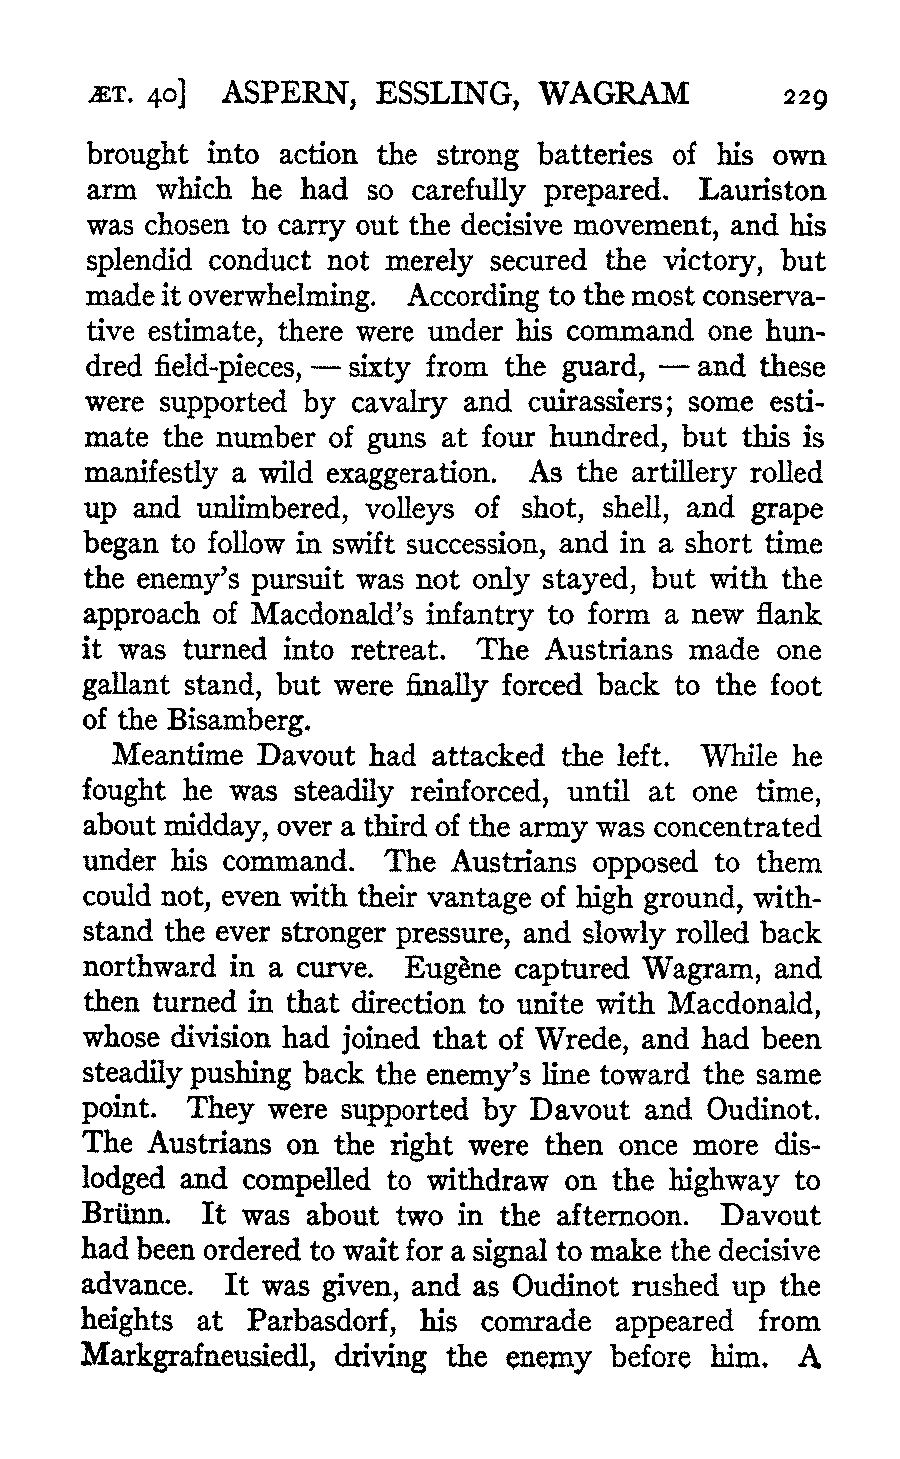 ÆT. 40] ASPERN, ESSLING, WAGRAM 229
brought into action the strong batteries of his own
arm which he had so carefully prepared. Lauriston
was chosen to carry out the decisive movement, and his
splendid conduct not merely secured the victory, but
made it overwhelming. According to the most conserva-
tive estimate, there were under his command one hun-
dred field-pieces, — sixty from the guard, — and these
were supported by cavalry and cuirassiers; some esti-
mate the number of guns at four hundred, but this is
manifestly a wild exaggeration. As the artillery rolled
up and unlimbered, volleys of shot, shell, and grape
began to follow in swift succession, and in a short time
the enemy's pursuit was not only stayed, but with the
approach of Macdonald's infantry to form a new flank
it was turned into retreat. The Austrians made one
gallant stand, but were finally forced back to the foot
of the Bisamberg.
Meantime Davout had attacked the left. While he
fought he was steadily reinforced, until at one time,
about midday, over a third of the army was concentrated
under his command. The Austrians opposed to them
could not, even with their vantage of high ground, with-
stand the ever stronger pressure, and slowly rolled back
northward in a curve. Eugène captured Wagram, and
then turned in that direction to unite with Macdonald,
whose division had joined that of Wrede, and had been
steadily pushing back the enemy's line toward the same
point. They were supported by Davout and Oudinot.
The Austrians on the right were then once more dis-
lodged and compelled to withdraw on the highway to
Brünn. It was about two in the afternoon. Davout
had been ordered to wait for a signal to make the decisive
advance. It was given, and as Oudinot rushed up the
heights at Parbasdorf, his comrade appeared from
Markgrafneusiedl, driving the enemy before him. A